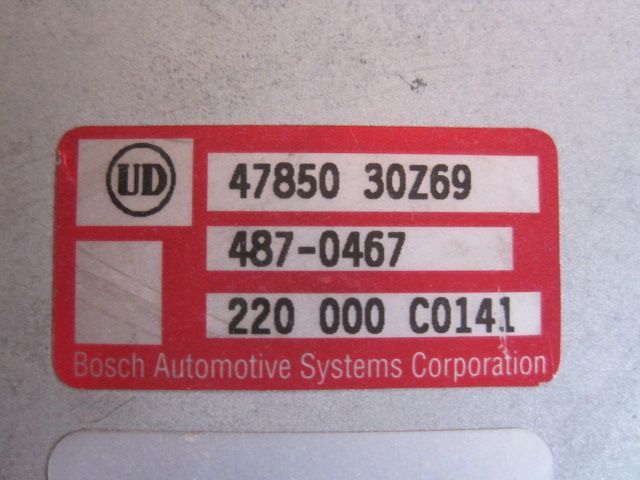 UD
47850 30Z69
487-0467
220 000 C0141
Bosch Automotive Systems Corporation